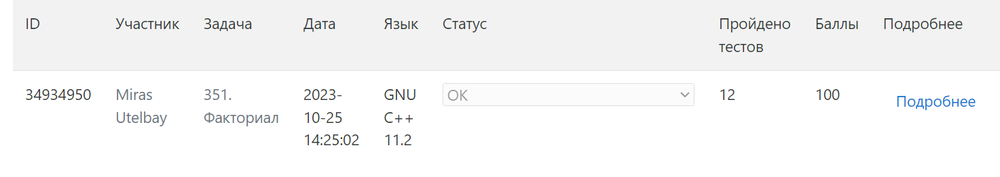 ID Участник Задача Дата Язык Статус Пройдено тестов Баллы Подробнее
34934950 Miras Utelbay 351. Факториал 2023-10-25 14:25:02 GNU C++ 11.2 OK 12 100 Подробнее